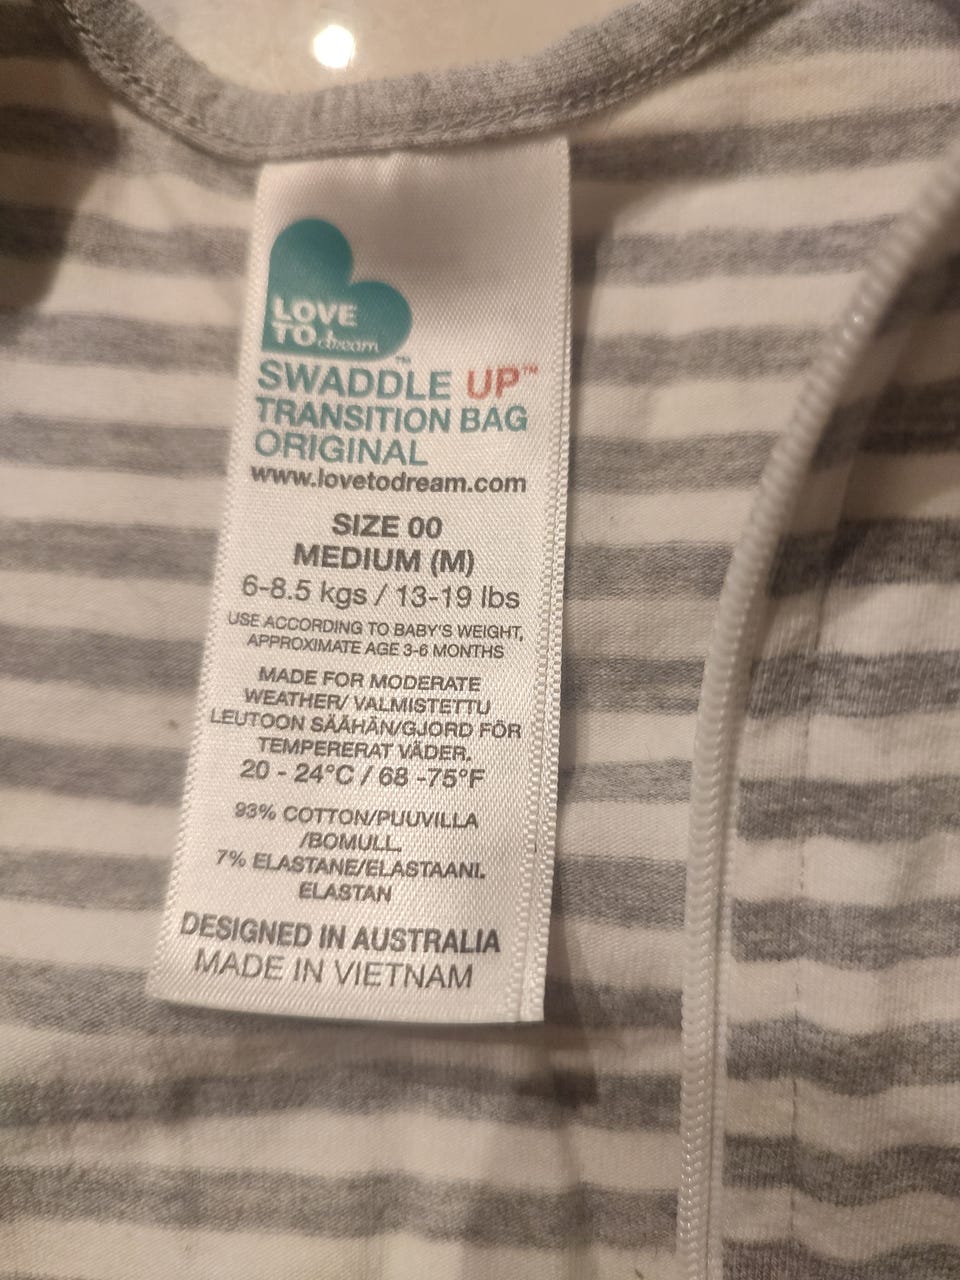 LOVE
TO dream™
SWADDLE UP™
TRANSITION BAG
ORIGINAL
www.lovetodream.com
SIZE 00
MEDIUM (M)
6-8.5 kgs / 13-19 lbs
USE ACCORDING TO BABY'S WEIGHT,
APPROXIMATE AGE 3-6 MONTHS
MADE FOR MODERATE
WEATHER/ VALMISTETTU
LEUTOON SÄÄHÄN/GJORD FÖR
TEMPERERAT VÄDER.
20 - 24°C / 68 -75°F
93% COTTON/PUUVILLA
/BOMULL.
7% ELASTANE/ELASTAANI.
ELASTAN
DESIGNED IN AUSTRALIA
MADE IN VIETNAM